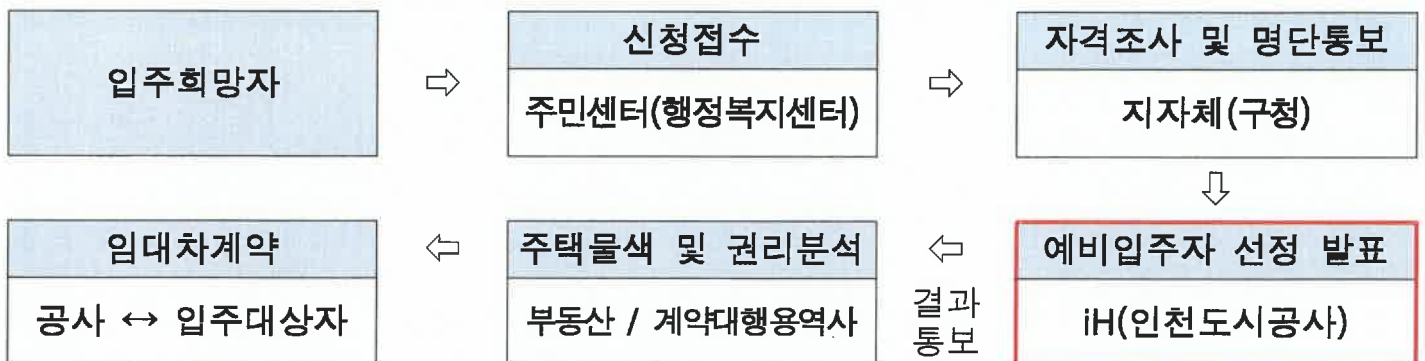 입주희망자
⇨
신청접수
주민센터(행정복지센터)
⇨
자격조사 및 명단통보
지자체(구청)
⇩
예비입주자 선정 발표
iH(인천도시공사)
⇦
결과
통보
주택물색 및 권리분석
부동산 / 계약대행용역사
⇦
임대차계약
공사 ↔ 입주대상자